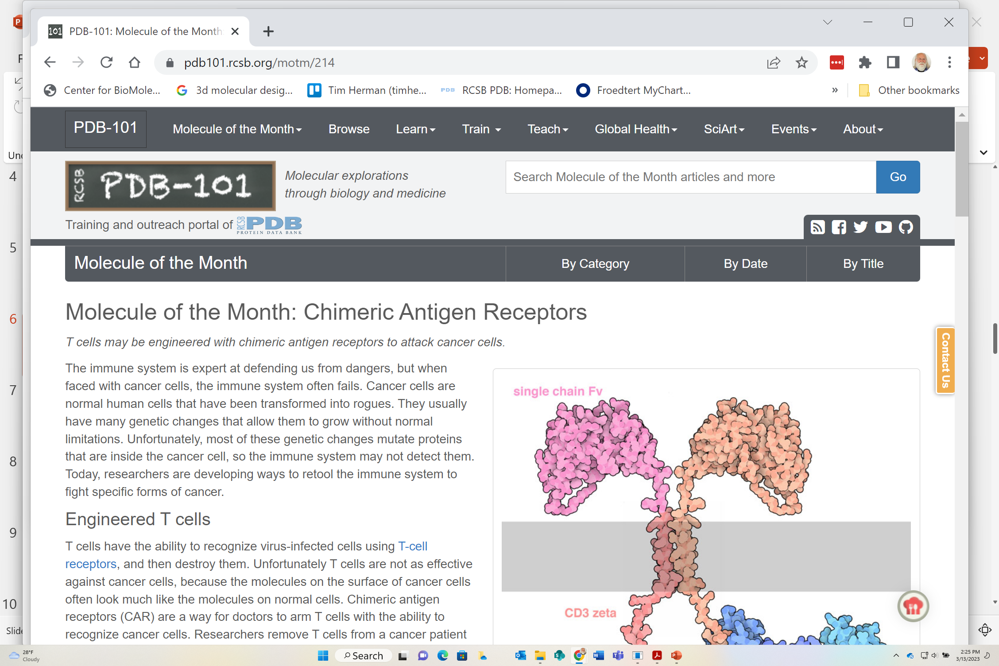 PDB-101: Molecule of the Month
pdb101.rcsb.org/motm/214
Center for BioMole...
3d molecular desig...
Tim Herman (timhe...
PDB
RCSB PDB: Homepa...
Froedtert MyChart...
»
Other bookmarks
PDB-101
Molecule of the Month
Browse
Learn
Train
Teach
Global Health
SciArt
Events
About
RCSB PDB-101
Molecular explorations
through biology and medicine
Search Molecule of the Month articles and more
Go
Training and outreach portal of RCSB PDB
PROTEIN DATA BANK
Molecule of the Month
By Category
By Date
By Title
Molecule of the Month: Chimeric Antigen Receptors
T cells may be engineered with chimeric antigen receptors to attack cancer cells.
Contact Us
The immune system is expert at defending us from dangers, but when
faced with cancer cells, the immune system often fails. Cancer cells are
normal human cells that have been transformed into rogues. They usually
have many genetic changes that allow them to grow without normal
limitations. Unfortunately, most of these genetic changes mutate proteins
that are inside the cancer cell, so the immune system may not detect them.
Today, researchers are developing ways to retool the immune system to
fight specific forms of cancer.
single chain Fv
Engineered T cells
T cells have the ability to recognize virus-infected cells using T-cell
receptors, and then destroy them. Unfortunately T cells are not as effective
against cancer cells, because the molecules on the surface of cancer cells
often look much like the molecules on normal cells. Chimeric antigen
receptors (CAR) are a way for doctors to arm T cells with the ability to
recognize cancer cells. Researchers remove T cells from a cancer patient
CD3 zeta
4
5
6
7
8
9
10
28°F
Cloudy
Search
2:25 PM
3/13/2023